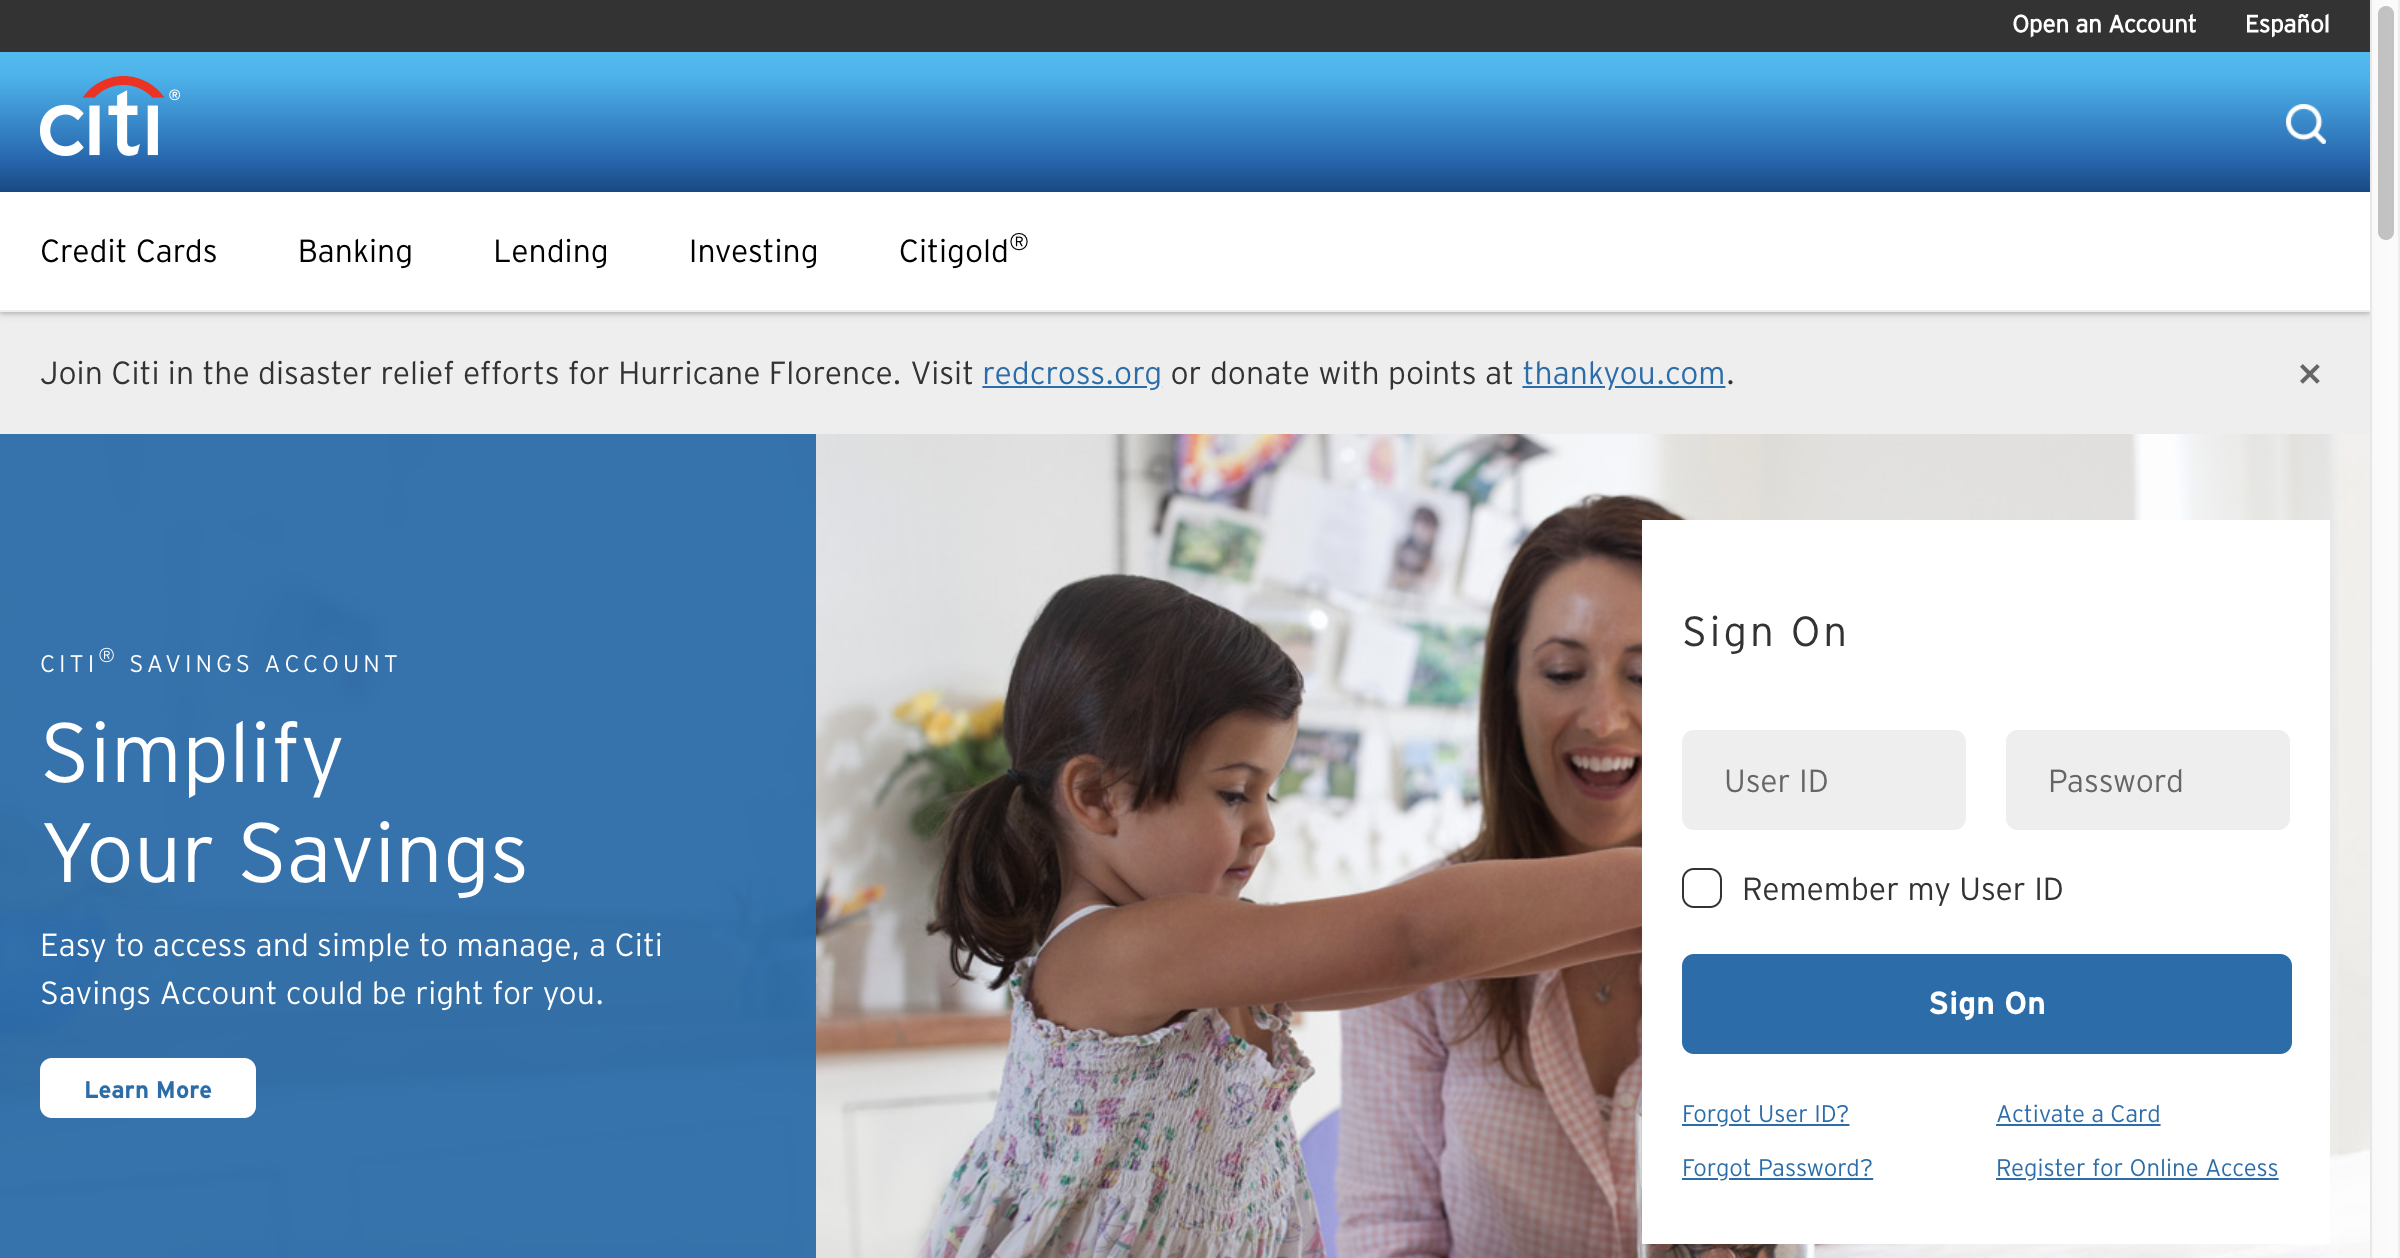 Open an Account Español
citi®
Credit Cards Banking Lending Investing Citigold®
Join Citi in the disaster relief efforts for Hurricane Florence. Visit redcross.org or donate with points at thankyou.com.
CITI® SAVINGS ACCOUNT
Simplify
Your Savings
Easy to access and simple to manage, a Citi
Savings Account could be right for you.
Learn More
Sign On
User ID Password
Remember my User ID
Sign On
Forgot User ID? Activate a Card
Forgot Password? Register for Online Access